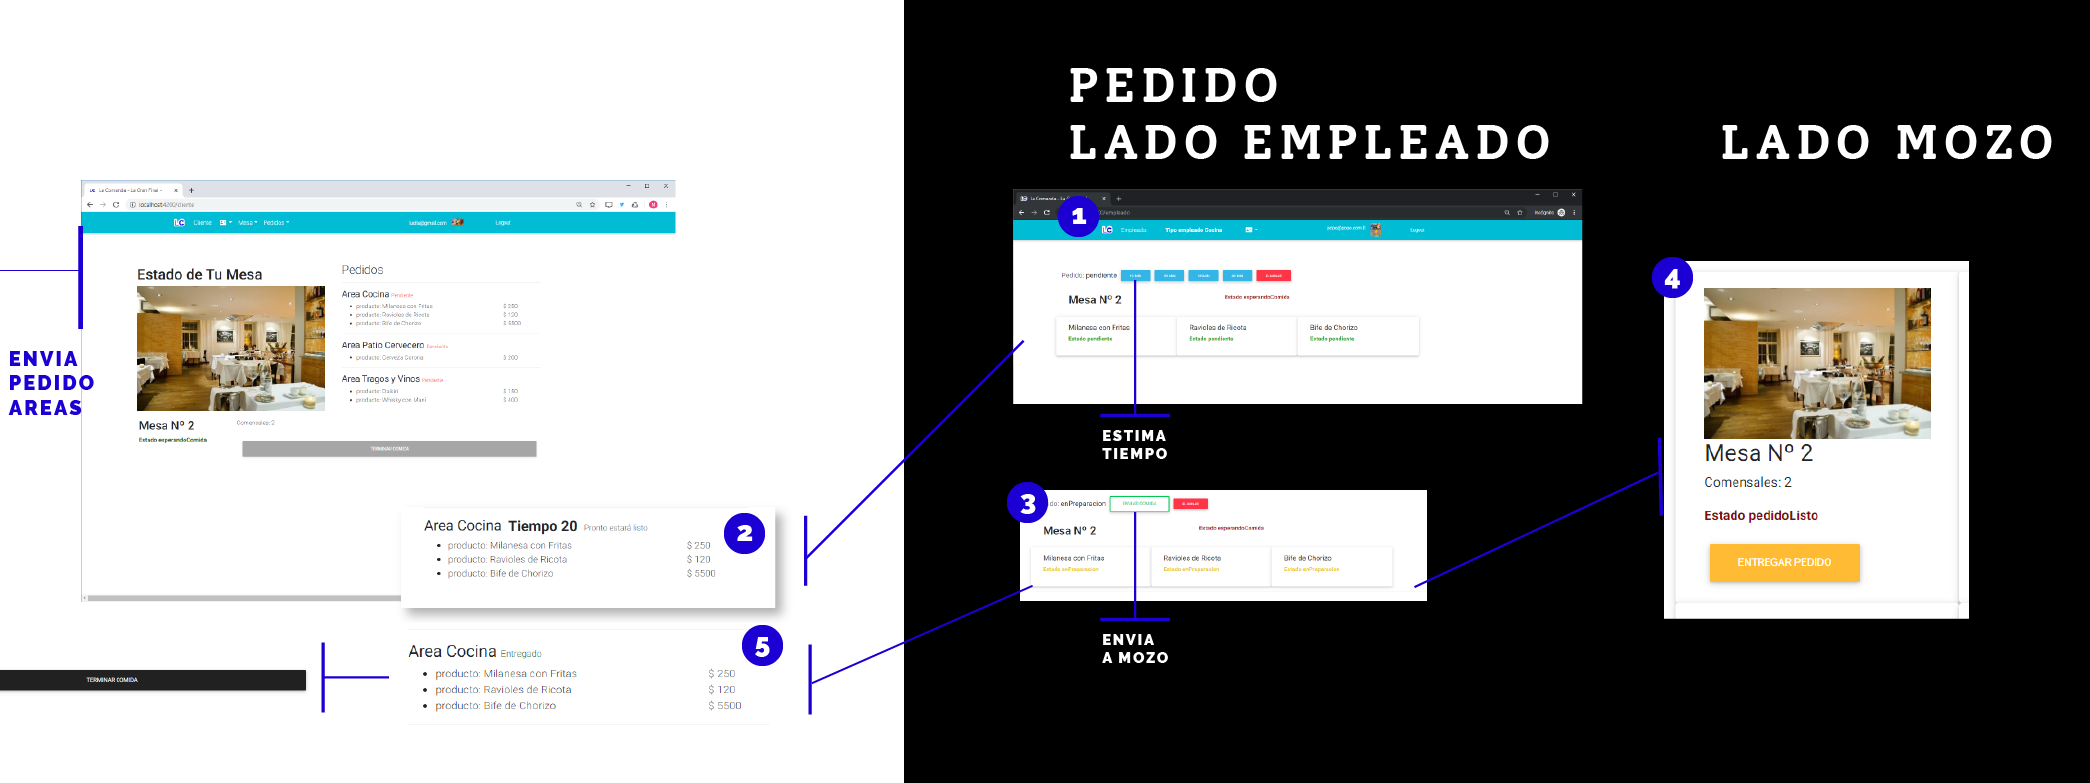 PEDIDO
LADO EMPLEADO
LADO MOZO
ENVIA
PEDIDO
AREAS
La Comanda - La Gran Final -
localhost:4200/cliente
LC Cliente Mesa Pedidos
Logout
Estado de Tu Mesa
Pedidos
Area Cocina Pendiente
producto: Milanesa con Fritas
producto: Ravioles de Ricota $ 120
producto: Bife de Chorizo $ 5500
Area Patio Cervecero Pendiente
producto: Cerveza Corona
Area Tragos y Vinos Pendiente
producto: Daikiri
producto: Whisky con Mani
Mesa Nº 2
Comensales: 2
Estado esperandoComida
TERMINAR COMIDA
2
Area Cocina Tiempo 20 Pronto estará listo
producto: Milanesa con Fritas $ 250
producto: Ravioles de Ricota $ 120
producto: Bife de Chorizo $ 5500
5
Area Cocina Entregado
producto: Milanesa con Fritas $ 250
producto: Ravioles de Ricota $ 120
producto: Bife de Chorizo $ 5500
TERMINAR COMIDA
1
Incógnito
LC Empleado Tipo empleado Cocina
Logout
Pedido: pendiente
Mesa Nº 2
Estado esperandoComida
Milanesa con Fritas
Estado pendiente
Ravioles de Ricota
Estado pendiente
Bife de Chorizo
Estado pendiente
ESTIMA
TIEMPO
3
do: enPreparacion
Mesa Nº 2
Estado esperandoComida
Milanesa con Fritas
Estado enPreparacion
Ravioles de Ricota
Estado enPreparacion
Bife de Chorizo
Estado enPreparacion
ENVIA
A MOZO
4
Mesa Nº 2
Comensales: 2
Estado pedidoListo
ENTREGAR PEDIDO